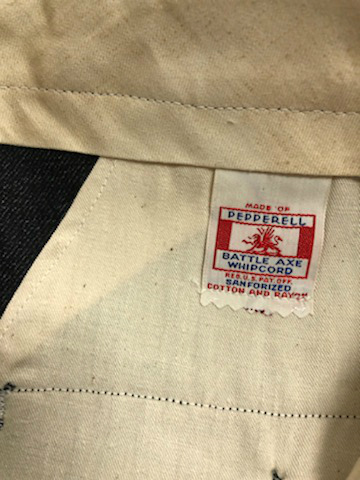 MADE OF
PEPPERELL
BATTLE AXE
WHIPCORD
REG. U.S. PAT. OFF.
SANFORIZED
COTTON AND RAYON